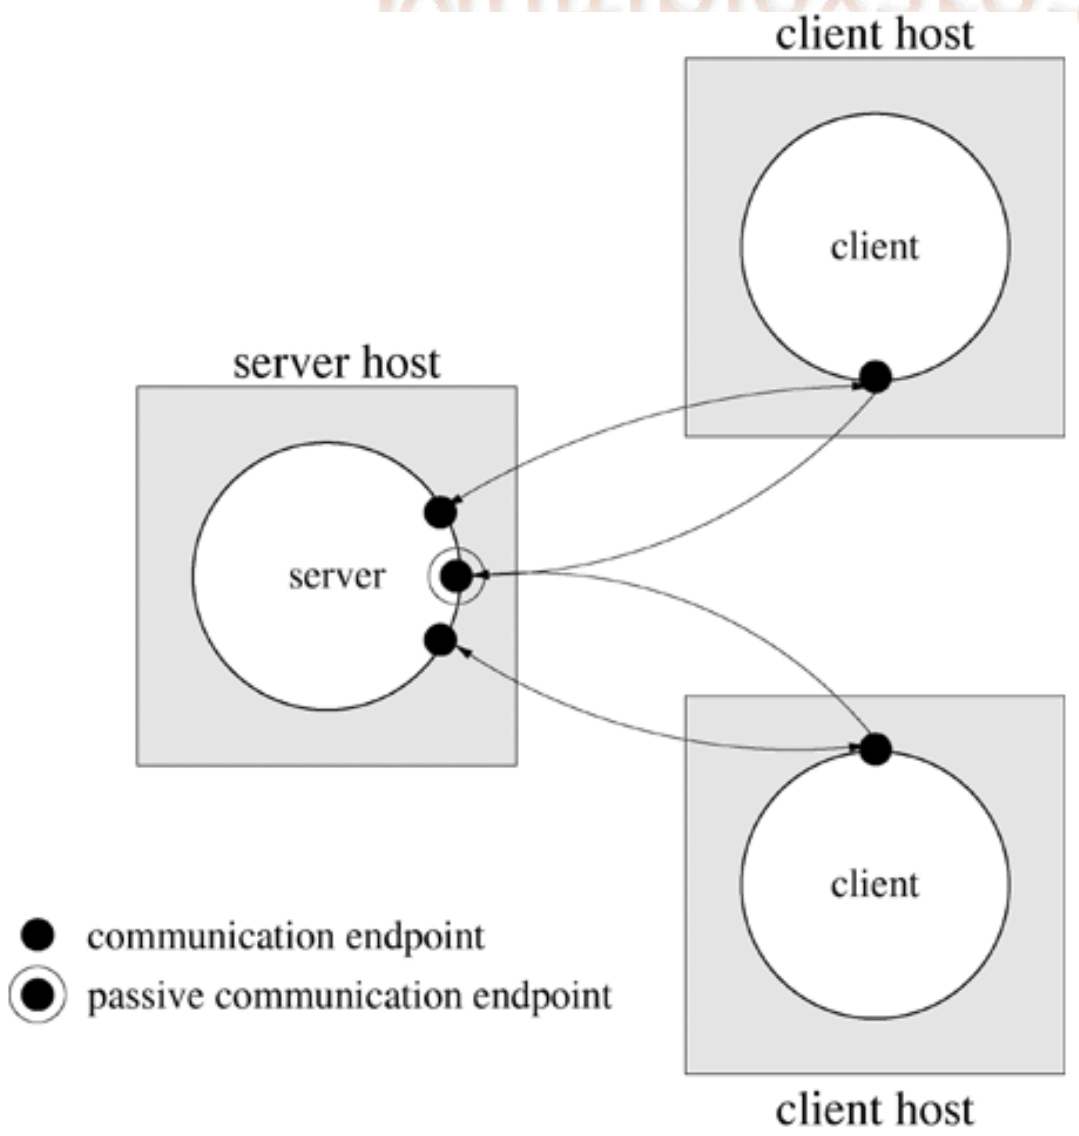 client host
client
server host
server
client
communication endpoint
passive communication endpoint
client host